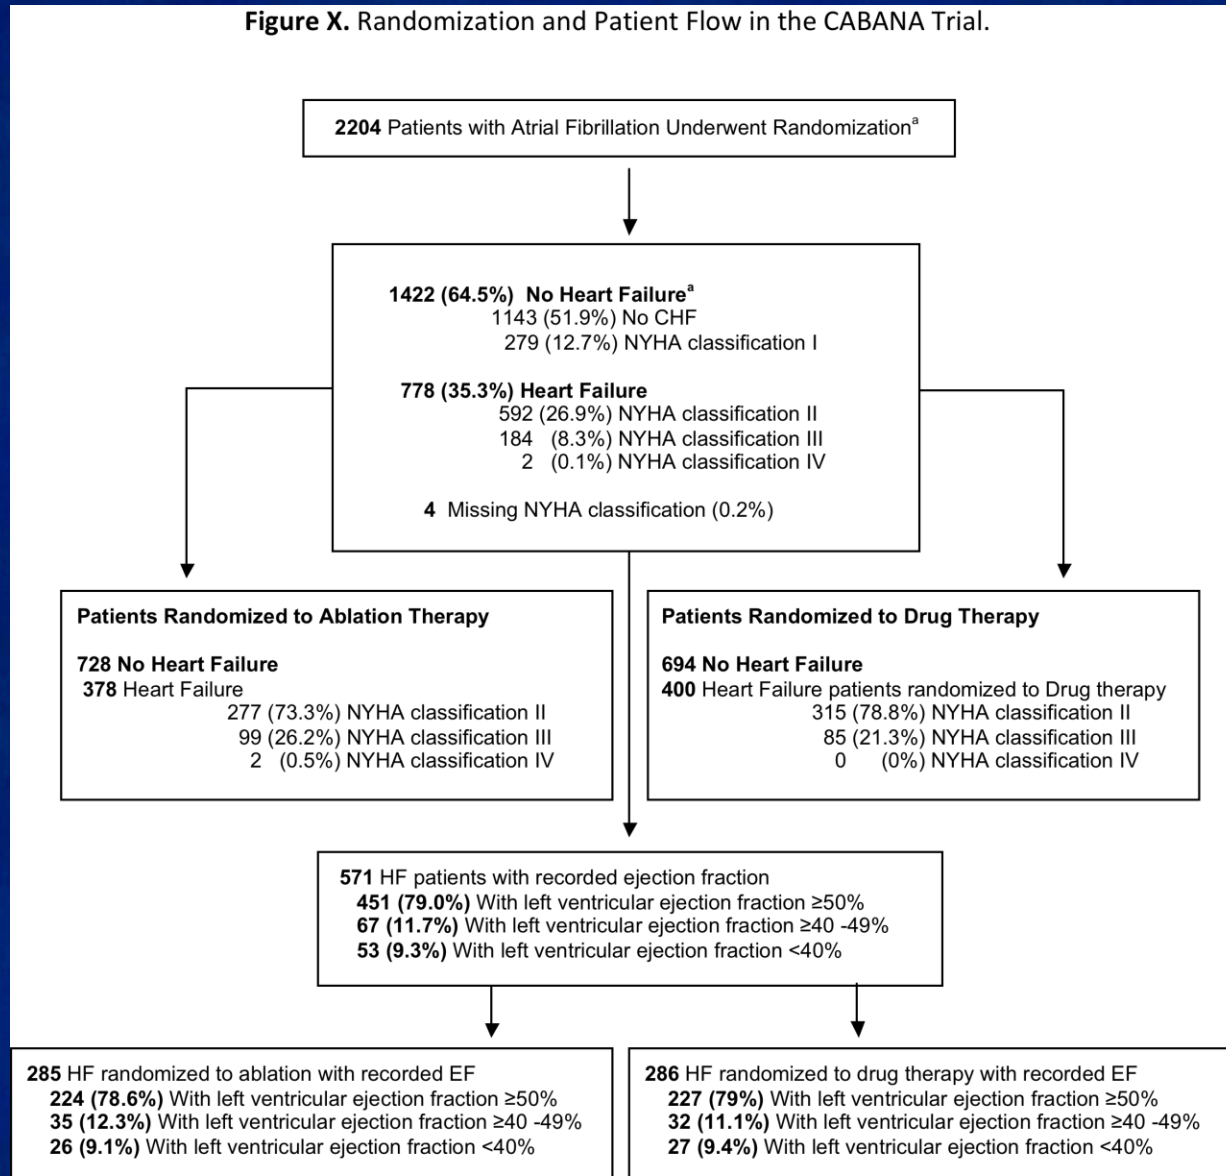 Figure X. Randomization and Patient Flow in the CABANA Trial.
2204 Patients with Atrial Fibrillation Underwent Randomizationª
1422 (64.5%) No Heart Failureª
1143 (51.9%) No CHF
279 (12.7%) NYHA classification I
778 (35.3%) Heart Failure
592 (26.9%) NYHA classification II
184 (8.3%) NYHA classification III
2 (0.1%) NYHA classification IV
4 Missing NYHA classification (0.2%)
Patients Randomized to Ablation Therapy
728 No Heart Failure
378 Heart Failure
277 (73.3%) NYHA classification II
99 (26.2%) NYHA classification III
2 (0.5%) NYHA classification IV
Patients Randomized to Drug Therapy
694 No Heart Failure
400 Heart Failure patients randomized to Drug therapy
315 (78.8%) NYHA classification II
85 (21.3%) NYHA classification III
0 (0%) NYHA classification IV
571 HF patients with recorded ejection fraction
451 (79.0%) With left ventricular ejection fraction ≥50%
67 (11.7%) With left ventricular ejection fraction ≥40 -49%
53 (9.3%) With left ventricular ejection fraction <40%
285 HF randomized to ablation with recorded EF
224 (78.6%) With left ventricular ejection fraction ≥50%
35 (12.3%) With left ventricular ejection fraction ≥40 -49%
26 (9.1%) With left ventricular ejection fraction <40%
286 HF randomized to drug therapy with recorded EF
227 (79%) With left ventricular ejection fraction ≥50%
32 (11.1%) With left ventricular ejection fraction ≥40 -49%
27 (9.4%) With left ventricular ejection fraction <40%